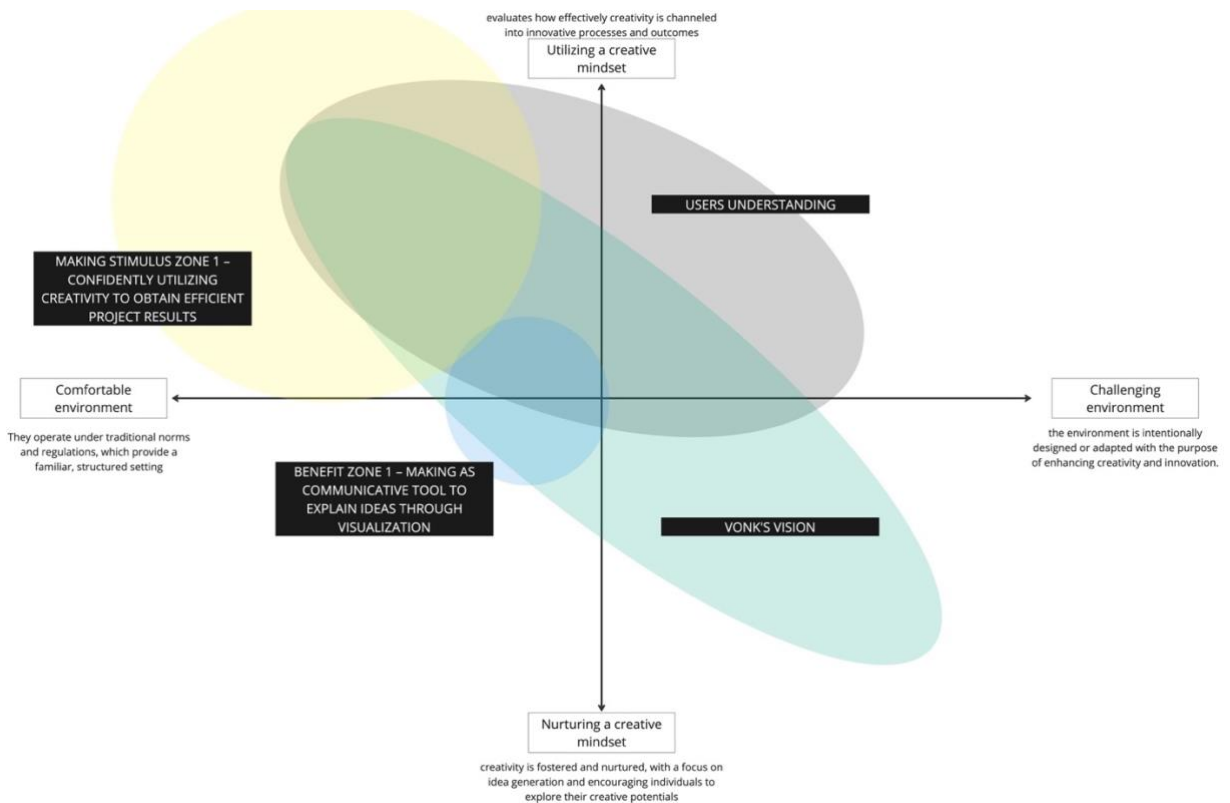 evaluates how effectively creativity is channeled
into innovative processes and outcomes
Utilizing a creative
mindset
USERS UNDERSTANDING
MAKING STIMULUS ZONE 1 –
CONFIDENTLY UTILIZING
CREATIVITY TO OBTAIN EFFICIENT
PROJECT RESULTS
Comfortable
environment
They operate under traditional norms
and regulations, which provide a
familiar, structured setting
Challenging
environment
the environment is intentionally
designed or adapted with the purpose
of enhancing creativity and innovation.
BENEFIT ZONE 1 – MAKING AS
COMMUNICATIVE TOOL TO
EXPLAIN IDEAS THROUGH
VISUALIZATION
VONK'S VISION
Nurturing a creative
mindset
creativity is fostered and nurtured, with a focus on
idea generation and encouraging individuals to
explore their creative potentials